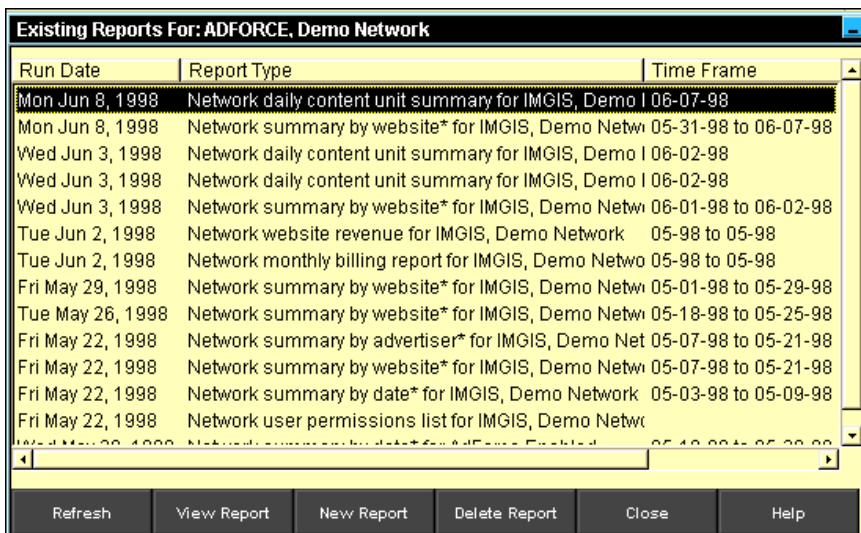 Existing Reports For: ADFORCE, Demo Network
Run Date Report Type Time Frame
Mon Jun 8, 1998 Network daily content unit summary for IMGIS, Demo I 06-07-98
Mon Jun 8, 1998 Network summary by website* for IMGIS, Demo Netw 05-31-98 to 06-07-98
Wed Jun 3, 1998 Network daily content unit summary for IMGIS, Demo I 06-02-98
Wed Jun 3, 1998 Network daily content unit summary for IMGIS, Demo I 06-02-98
Wed Jun 3, 1998 Network summary by website* for IMGIS, Demo Netw 06-01-98 to 06-02-98
Tue Jun 2, 1998 Network website revenue for IMGIS, Demo Network 05-98 to 05-98
Tue Jun 2, 1998 Network monthly billing report for IMGIS, Demo Netwo 05-98 to 05-98
Fri May 29, 1998 Network summary by website* for IMGIS, Demo Netw 05-01-98 to 05-29-98
Tue May 26, 1998 Network summary by website* for IMGIS, Demo Netw 05-18-98 to 05-25-98
Fri May 22, 1998 Network summary by advertiser* for IMGIS, Demo Net 05-07-98 to 05-21-98
Fri May 22, 1998 Network summary by website* for IMGIS, Demo Netw 05-07-98 to 05-21-98
Fri May 22, 1998 Network summary by date* for IMGIS, Demo Network 05-03-98 to 05-09-98
Fri May 22, 1998 Network user permissions list for IMGIS, Demo Netw
Refresh View Report New Report Delete Report Close Help